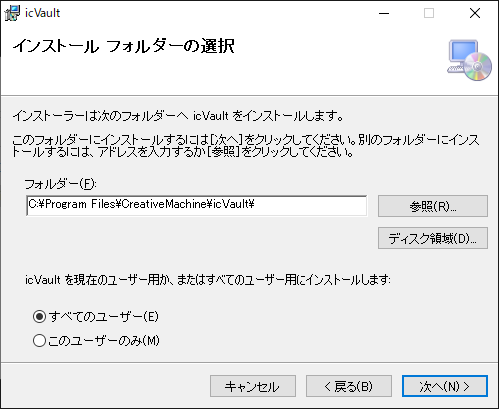 icVault
インストール フォルダーの選択
インストーラーは次のフォルダーへ icVault をインストールします。
このフォルダーにインストールするには[次へ]をクリックしてください。別のフォルダーにインス
トールするには、アドレスを入力するか[参照]をクリックしてください。
フォルダー(F):
C:¥Program Files¥CreativeMachine¥icVault¥
参照(R)...
ディスク領域(D)...
icVault を現在のユーザー用か、またはすべてのユーザー用にインストールします:
すべてのユーザー(E)
このユーザーのみ(M)
キャンセル
< 戻る(B)
次へ(N) >